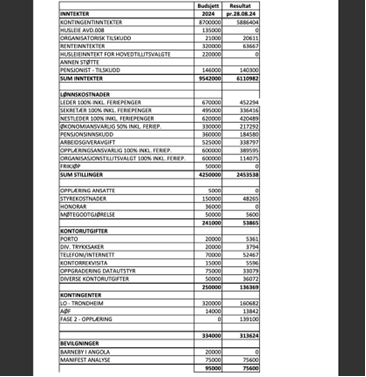 Budsjett Resultat
INNTEKTER 2024 pr.28.08.24
KONTINGENTINNTEKTER 8700000 5886404
HUSLEIE AVD.008 135000 0
ORGANISATORISK TILSKUDD 21000 20611
RENTEINNTEKTER 320000 63667
HUSLEIEINNTEKT FOR HOVEDTILLITSVALGTE 220000 0
ANNEN STØTTE
PENSJONIST - TILSKUDD 146000 140300
SUM INNTEKTER 9542000 6110982
LØNNSKOSTNADER
LEDER 100% INKL. FERIEPENGER 670000 452294
SEKRETÆR 100% INKL. FERIEPENGER 495000 336416
NESTLEDER 100% INKL. FERIEPENGER 620000 420489
ØKONOMIANSVARLIG 50% INKL. FERIEP. 330000 217292
PENSJONSINNSKUDD 360000 184580
ARBEIDSGIVERAVGIFT 525000 338797
OPPLÆRINGSANSVARLIG 100% INKL. FERIEP. 600000 389595
ORGANISASJONSTILLITSVALGT 100% INKL. FERIEP. 600000 114075
FRIKJØP 50000 0
SUM STILLINGER 4250000 2453538
OPPLÆRING ANSATTE 5000 0
STYREKOSTNADER 150000 48265
HONORAR 36000 0
MØTEGODTGJØRELSE 50000 5600
241000 53865
KONTORUTGIFTER
PORTO 20000 5361
DIV. TRYKKSAKER 20000 3794
TELEFON/INTERNETT 70000 52467
KONTORREKVISITA 15000 5596
OPPGRADERING DATAUTSTYR 75000 33079
DIVERSE KONTORUTGIFTER 50000 36072
250000 136369
KONTINGENTER
LO - TRONDHEIM 320000 160682
AØF 14000 13842
FASE 2 - OPPLÆRING 0 139100
334000 313624
BEVILGNINGER
BARNEBY I ANGOLA 20000 0
MANIFEST ANALYSE 75000 75600
95000 75600